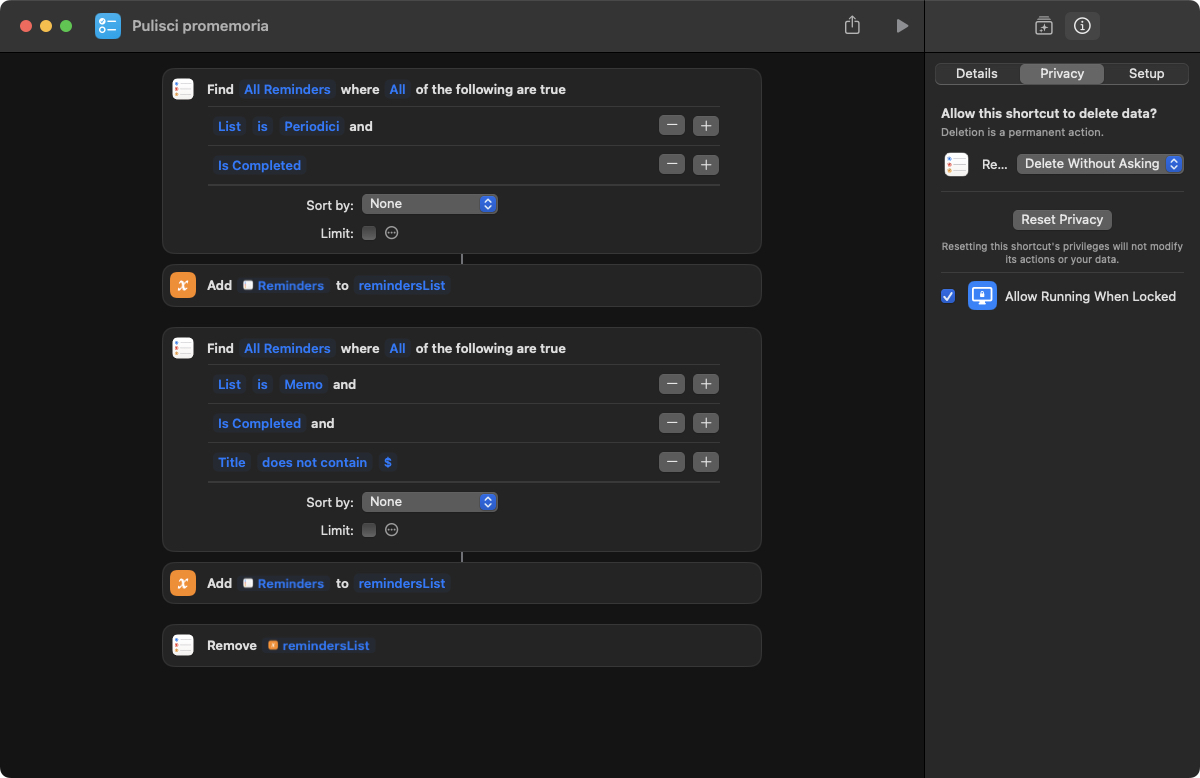 Pulisci promemoria
Find All Reminders where All of the following are true
List is Periodici and
Is Completed
Sort by: None
Limit:
Add Reminders to remindersList
Find All Reminders where All of the following are true
List is Memo and
Is Completed and
Title does not contain $
Sort by: None
Limit:
Add Reminders to remindersList
Remove remindersList
Details Privacy Setup
Allow this shortcut to delete data?
Deletion is a permanent action.
Re... Delete Without Asking
Reset Privacy
Resetting this shortcut's privileges will not modify
its actions or your data.
Allow Running When Locked